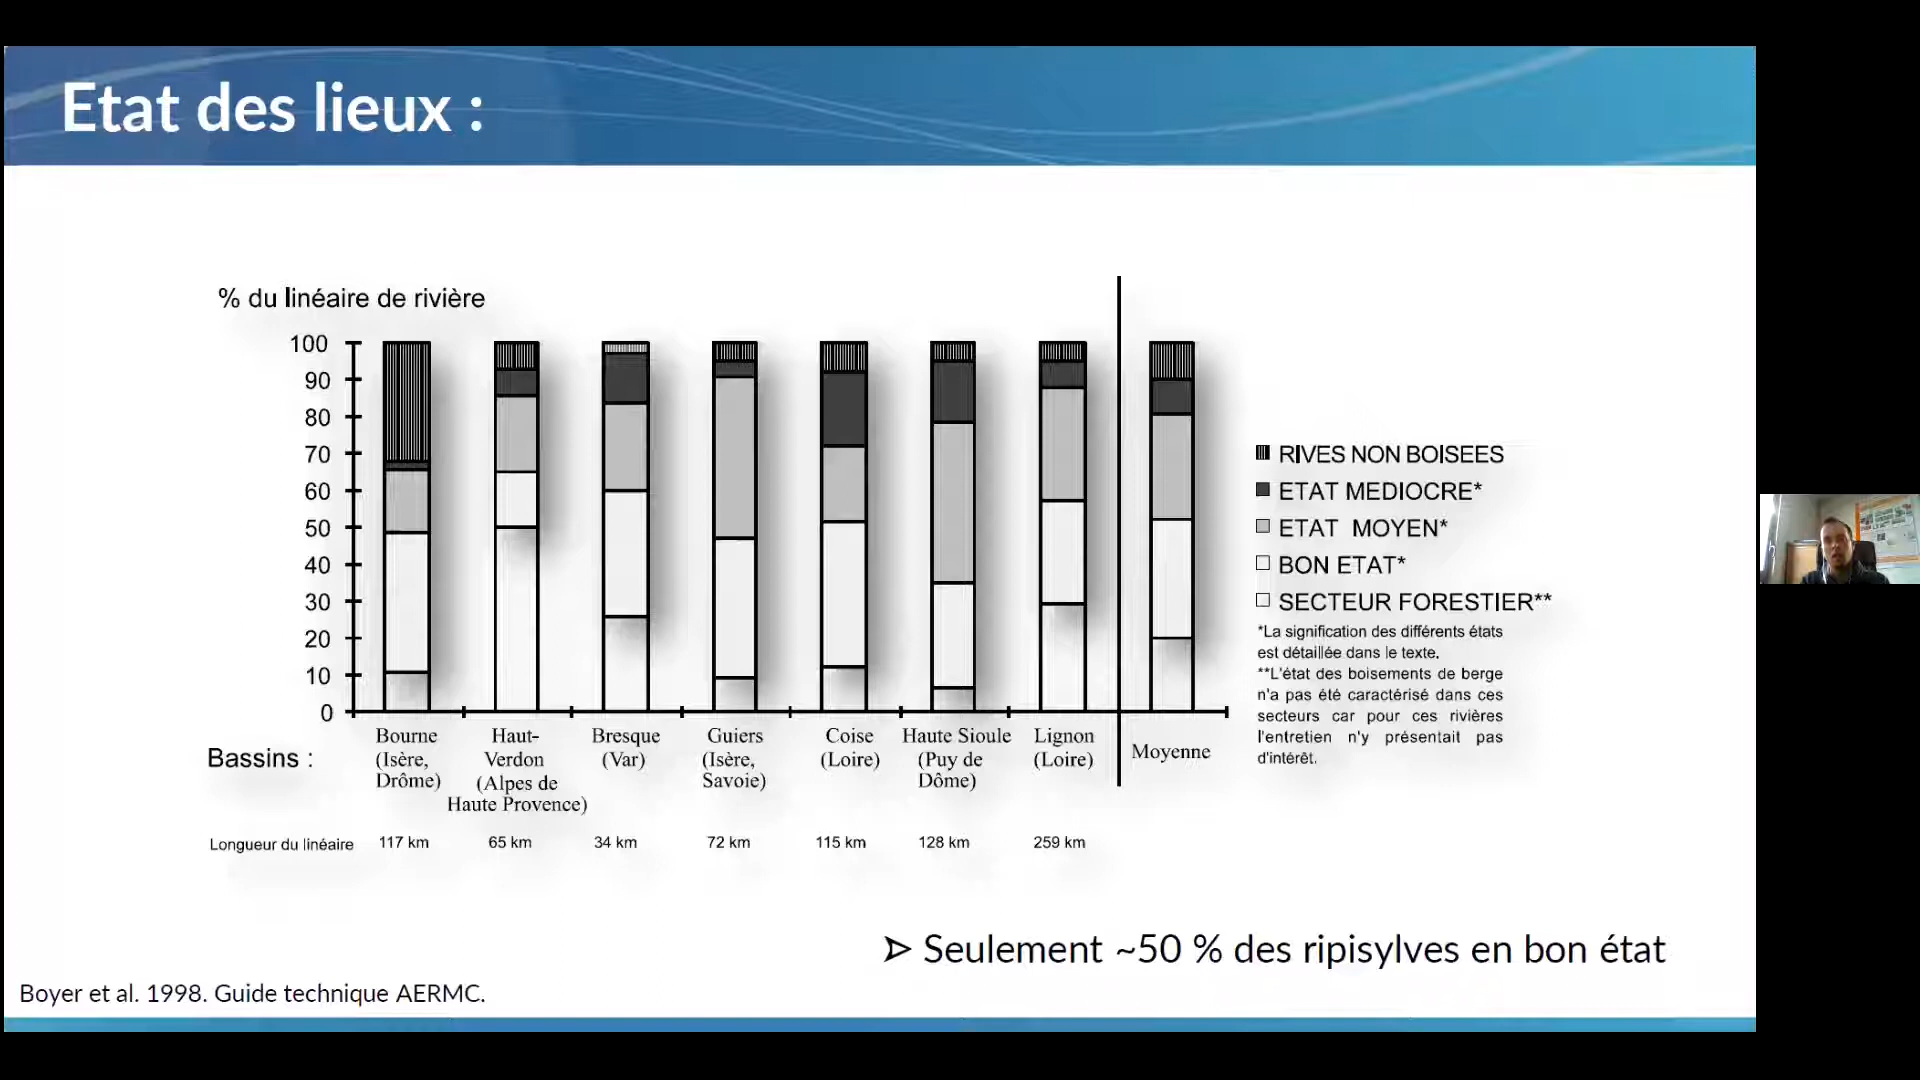 Etat des lieux :
% du linéaire de rivière
100
90
80
70
60
50
40
30
20
10
0
RIVES NON BOISEES
ETAT MEDIOCRE*
ETAT MOYEN*
BON ETAT*
SECTEUR FORESTIER**
*La signification des différents états
est détaillée dans le texte.
**L'état des boisements de berge
n'a pas été caractérisé dans ces
secteurs car pour ces rivières
l'entretien n'y présentait pas
d'intérêt.
Bassins :
Bourne
(Isère,
Drôme)
Haut-
Verdon
(Alpes de
Haute Provence)
Bresque
(Var)
Guiers
(Isère,
Savoie)
Coise
(Loire)
Haute Sioule
(Puy de
Dôme)
Lignon
(Loire)
Moyenne
Longueur du linéaire 117 km 65 km 34 km 72 km 115 km 128 km 259 km
⮚ Seulement ~50 % des ripisylves en bon état
Boyer et al. 1998. Guide technique AERMC.